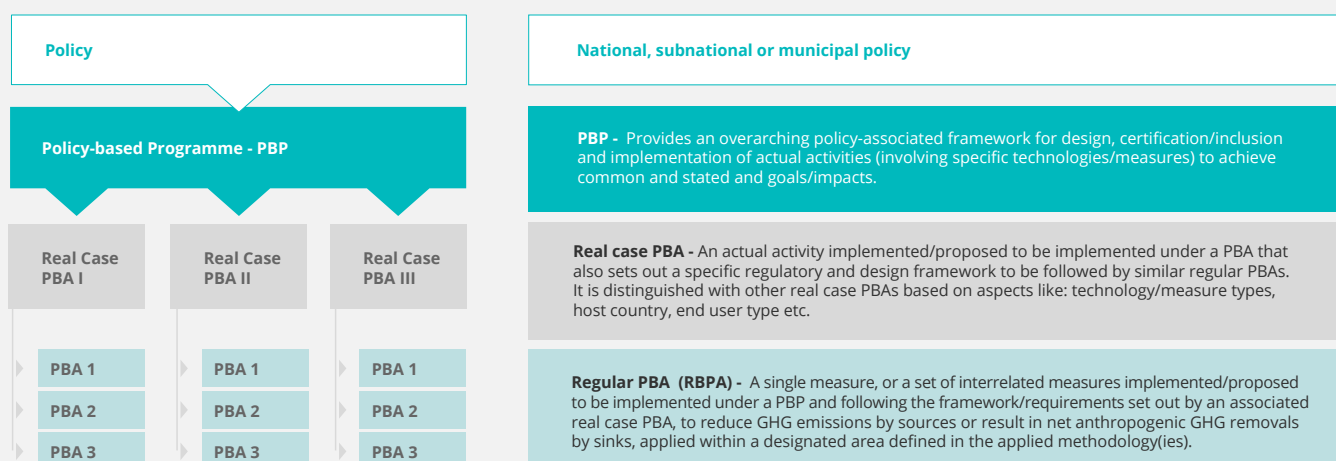 Policy
Policy-based Programme - PBP
Real Case
PBA I
Real Case
PBA II
Real Case
PBA III
PBA 1
PBA 2
PBA 3
PBA 1
PBA 2
PBA 3
PBA 1
PBA 2
PBA 3
National, subnational or municipal policy
PBP - Provides an overarching policy-associated framework for design, certification/inclusion
and implementation of actual activities (involving specific technologies/measures) to achieve
common and stated and goals/impacts.
Real case PBA - An actual activity implemented/proposed to be implemented under a PBA that
also sets out a specific regulatory and design framework to be followed by similar regular PBAs.
It is distinguished with other real case PBAs based on aspects like: technology/measure types,
host country, end user type etc.
Regular PBA (RBPA) - A single measure, or a set of interrelated measures implemented/proposed
to be implemented under a PBP and following the framework/requirements set out by an associated
real case PBA, to reduce GHG emissions by sources or result in net anthropogenic GHG removals
by sinks, applied within a designated area defined in the applied methodology(ies).